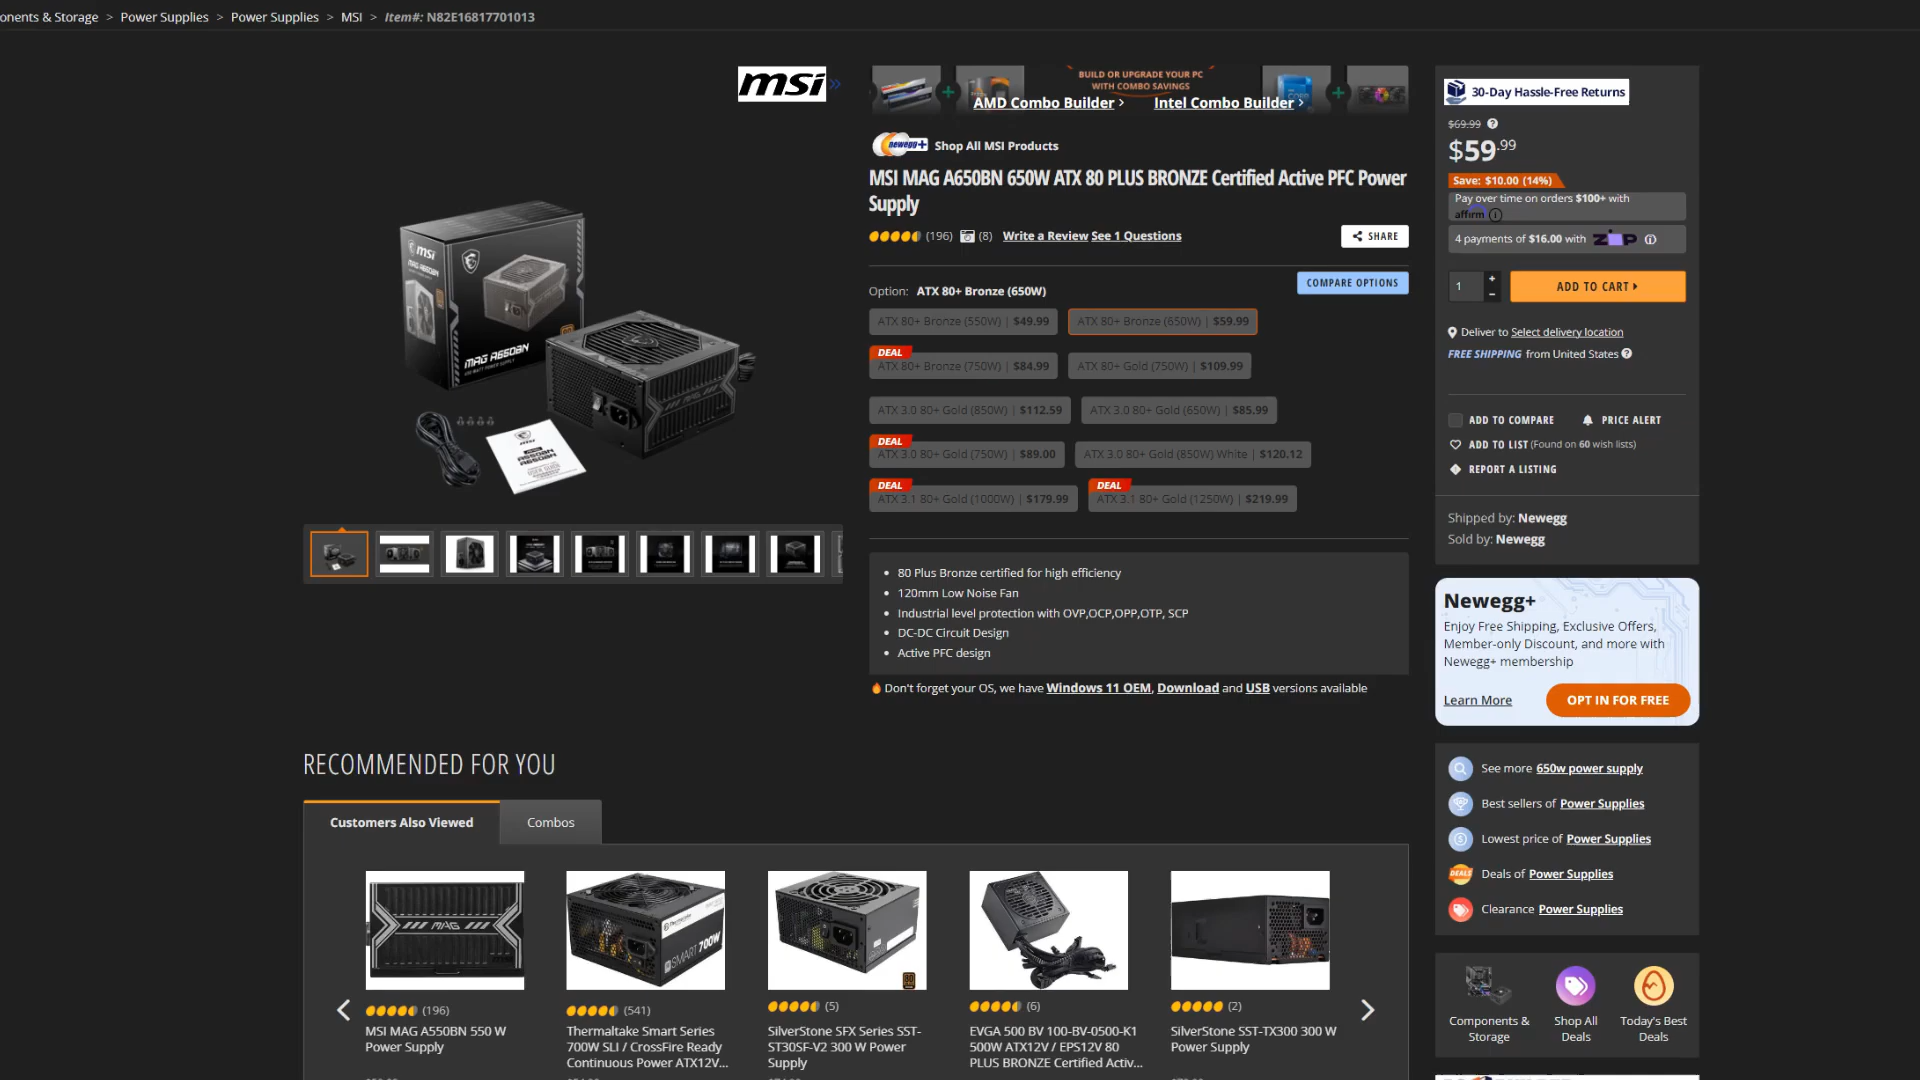 onents & Storage > Power Supplies > Power Supplies > MSI > Item#: N82E16817701013
msi
BUILD OR UPGRADE YOUR PC
WITH COMBO SAVINGS
AMD Combo Builder › Intel Combo Builder ›
newegg+ Shop All MSI Products
MSI MAG A650BN 650W ATX 80 PLUS BRONZE Certified Active PFC Power
Supply
(196) (8) Write a Review See 1 Questions
SHARE
Option: ATX 80+ Bronze (650W)
COMPARE OPTIONS
ATX 80+ Bronze (550W) | $49.99
ATX 80+ Bronze (650W) | $59.99
DEAL
ATX 80+ Bronze (750W) | $84.99
ATX 80+ Gold (750W) | $109.99
ATX 3.0 80+ Gold (850W) | $112.59
ATX 3.0 80+ Gold (650W) | $85.99
DEAL
ATX 3.0 80+ Gold (750W) | $89.00
ATX 3.0 80+ Gold (850W) White | $120.12
DEAL
ATX 3.1 80+ Gold (1000W) | $179.99
DEAL
ATX 3.1 80+ Gold (1250W) | $219.99
• 80 Plus Bronze certified for high efficiency
• 120mm Low Noise Fan
• Industrial level protection with OVP,OCP,OPP,OTP, SCP
• DC-DC Circuit Design
• Active PFC design
Don't forget your OS, we have Windows 11 OEM, Download and USB versions available
msi
MAG A650BN
MAG A650BN
MAG
msi
A650BN
A550BN
30-Day Hassle-Free Returns
$69.99
$59.99
Save: $10.00 (14%)
Pay over time on orders $100+ with
affirm
4 payments of $16.00 with ZIP
1 + -
ADD TO CART
Deliver to Select delivery location
FREE SHIPPING from United States
ADD TO COMPARE
PRICE ALERT
ADD TO LIST (Found on 60 wish lists)
REPORT A LISTING
Shipped by: Newegg
Sold by: Newegg
Newegg+
Enjoy Free Shipping, Exclusive Offers,
Member-only Discount, and more with
Newegg+ membership
Learn More
OPT IN FOR FREE
RECOMMENDED FOR YOU
Customers Also Viewed
Combos
MAG
SMART 700W
(196)
MSI MAG A550BN 550 W
Power Supply
(541)
Thermaltake Smart Series
700W SLI / CrossFire Ready
Continuous Power ATX12V...
(5)
SilverStone SFX Series SST-
ST30SF-V2 300 W Power
Supply
(6)
EVGA 500 BV 100-BV-0500-K1
500W ATX12V / EPS12V 80
PLUS BRONZE Certified Activ...
(2)
SilverStone SST-TX300 300 W
Power Supply
See more 650w power supply
Best sellers of Power Supplies
Lowest price of Power Supplies
DEALS
Deals of Power Supplies
Clearance Power Supplies
Components &
Storage
Shop All
Deals
Today's Best
Deals